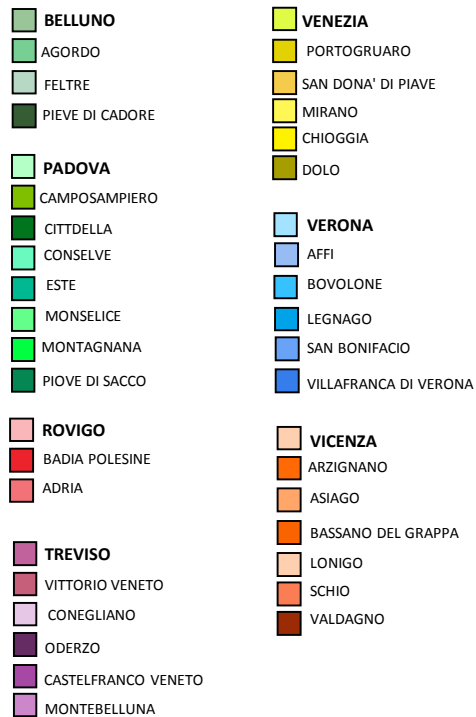 BELLUNO
AGORDO
FELTRE
PIEVE DI CADORE
PADOVA
CAMPOSAMPIERO
CITTDELLA
CONSELVE
ESTE
MONSELICE
MONTAGNANA
PIOVE DI SACCO
ROVIGO
BADIA POLESINE
ADRIA
TREVISO
VITTORIO VENETO
CONEGLIANO
ODERZO
CASTELFRANCO VENETO
MONTEBELLUNA
VENEZIA
PORTOGRUARO
SAN DONA' DI PIAVE
MIRANO
CHIOGGIA
DOLO
VERONA
AFFI
BOVOLONE
LEGNAGO
SAN BONIFACIO
VILLAFRANCA DI VERONA
VICENZA
ARZIGNANO
ASIAGO
BASSANO DEL GRAPPA
LONIGO
SCHIO
VALDAGNO